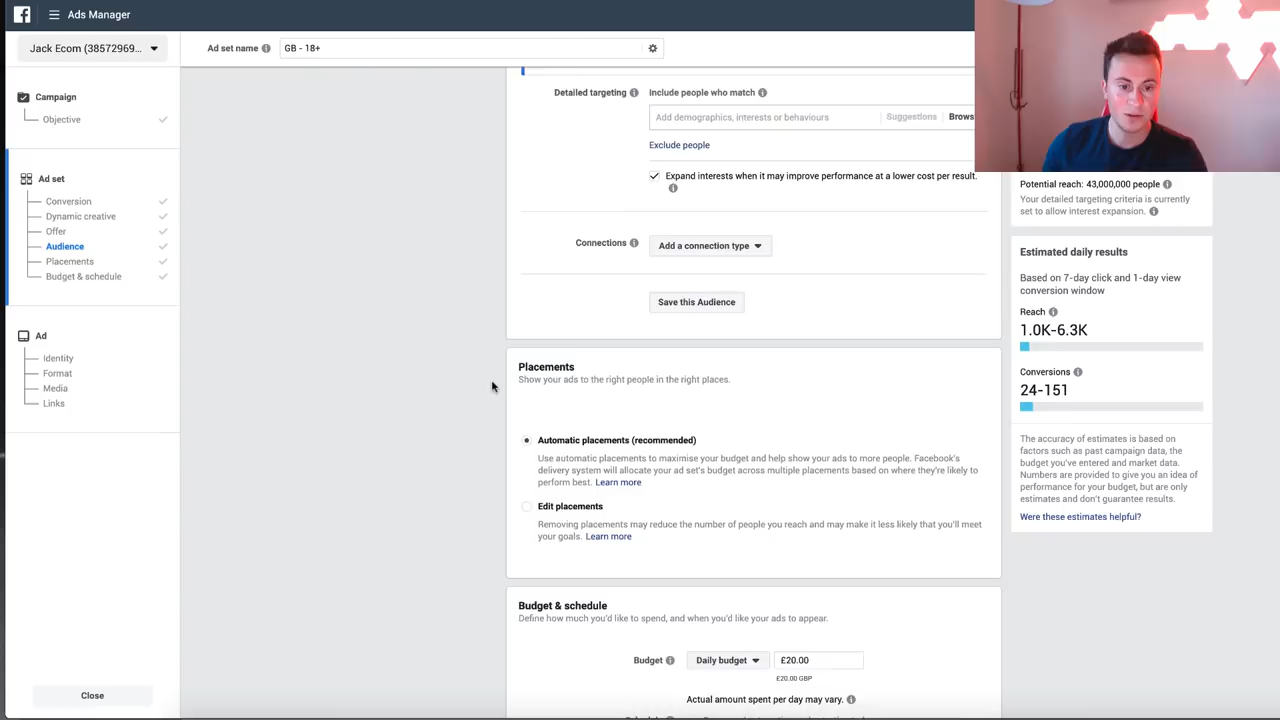 Ads Manager
Jack Ecom (38572969...
Ad set name
GB - 18+
Campaign
Objective
Ad set
Conversion
Dynamic creative
Offer
Audience
Placements
Budget & schedule
Ad
Identity
Format
Media
Links
Close
Detailed targeting
Include people who match
Add demographics, interests or behaviours
Suggestions
Brows
Exclude people
Expand interests when it may improve performance at a lower cost per result.
Connections
Add a connection type
Save this Audience
Placements
Show your ads to the right people in the right places.
Automatic placements (recommended)
Use automatic placements to maximise your budget and help show your ads to more people. Facebook's
delivery system will allocate your ad set's budget across multiple placements based on where they're likely to
perform best. Learn more
Edit placements
Removing placements may reduce the number of people you reach and may make it less likely that you'll meet
your goals. Learn more
Budget & schedule
Define how much you'd like to spend, and when you'd like your ads to appear.
Budget
Daily budget
£20.00
£20.00 GBP
Actual amount spent per day may vary.
Potential reach: 43,000,000 people
Your detailed targeting criteria is currently
set to allow interest expansion.
Estimated daily results
Based on 7-day click and 1-day view
conversion window
Reach
1.0K-6.3K
Conversions
24-151
The accuracy of estimates is based on
factors such as past campaign data, the
budget you've entered and market data.
Numbers are provided to give you an idea of
performance for your budget, but are only
estimates and don't guarantee results.
Were these estimates helpful?